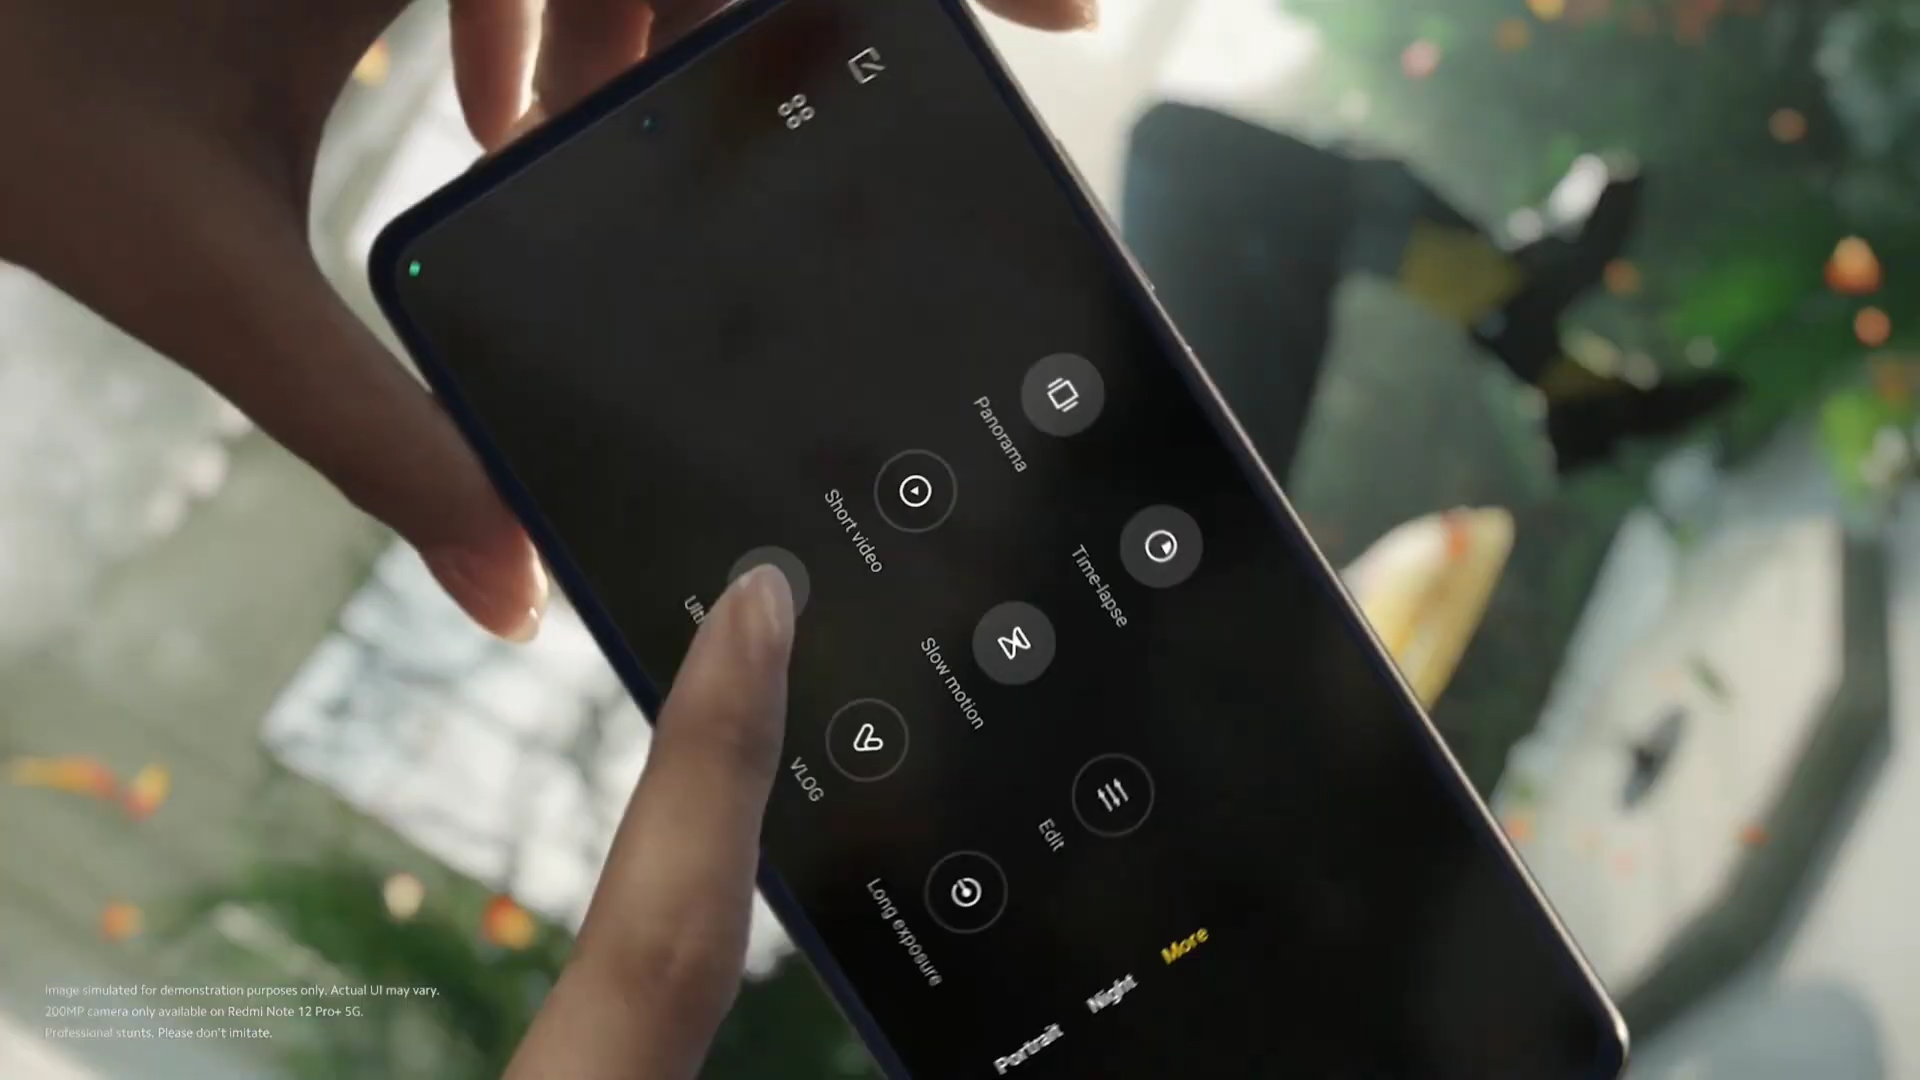 Panorama
Short video
Ult
Time-lapse
Slow motion
VLOG
Edit
Long exposure
More
Night
Portrait
Image simulated for demonstration purposes only. Actual UI may vary.
200MP camera only available on Redmi Note 12 Pro+ 5G.
Professional stunts. Please don't imitate.